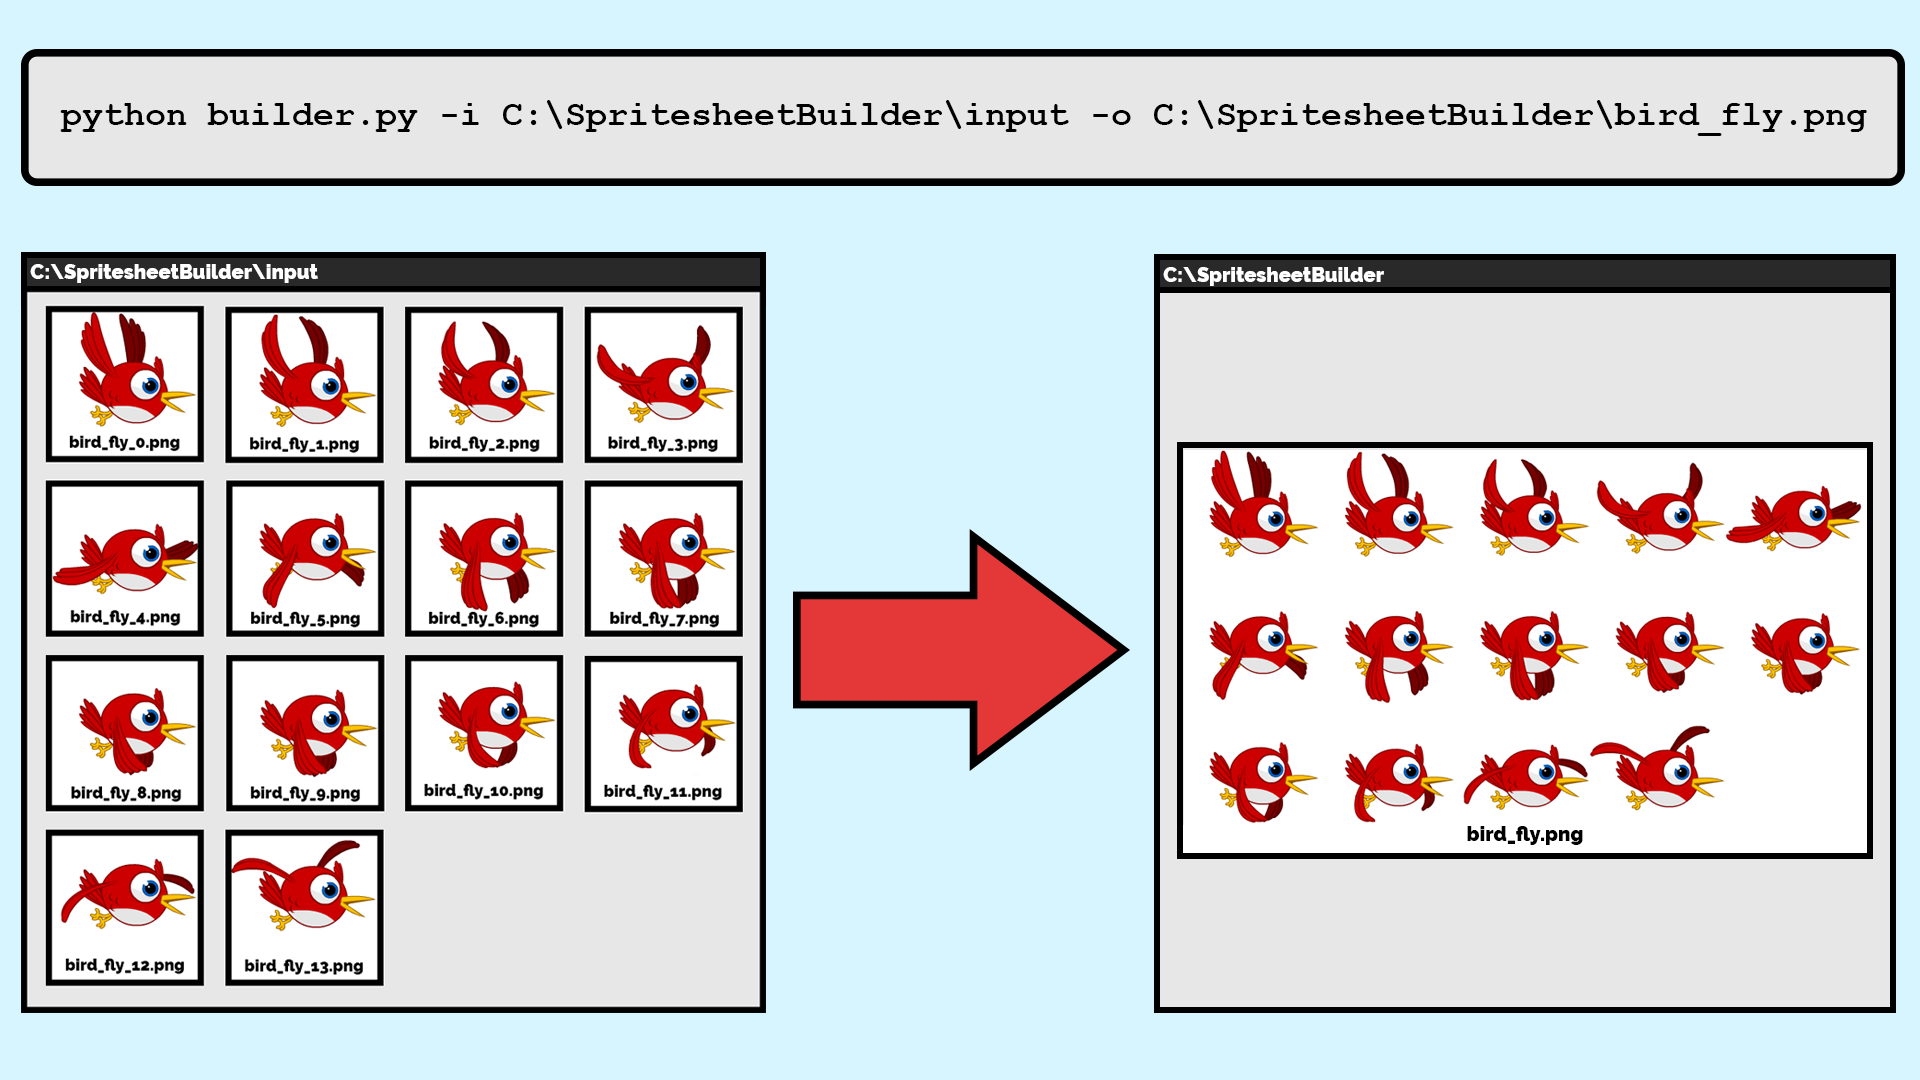 python builder.py -i C:\SpritesheetBuilder\input -o C:\SpritesheetBuilder\bird_fly.png
C:\SpritesheetBuilder\input
bird_fly_0.png
bird_fly_1.png
bird_fly_2.png
bird_fly_3.png
bird_fly_4.png
bird_fly_5.png
bird_fly_6.png
bird_fly_7.png
bird_fly_8.png
bird_fly_9.png
bird_fly_10.png
bird_fly_11.png
bird_fly_12.png
bird_fly_13.png
C:\SpritesheetBuilder
bird_fly.png